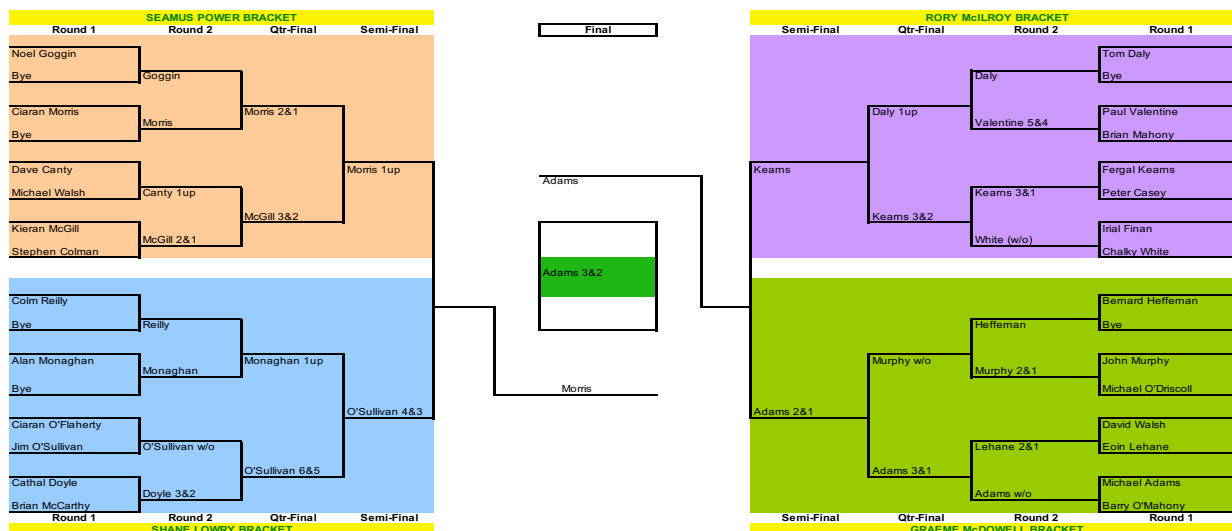 SEAMUS POWER BRACKET
Round 1 Round 2 Qtr-Final Semi-Final
Noel Goggin
Bye
Goggin
Ciaran Morris
Bye
Morris
Morris 2&1
Dave Canty
Michael Walsh
Canty 1up
Kieran McGill
Stephen Colman
McGill 2&1
McGill 3&2
Morris 1up
Colm Reilly
Bye
Reilly
Alan Monaghan
Bye
Monaghan
Monaghan 1up
Ciaran O'Flaherty
Jim O'Sullivan
O'Sullivan w/o
Cathal Doyle
Brian McCarthy
Doyle 3&2
O'Sullivan 6&5
O'Sullivan 4&3
Round 1 Round 2 Qtr-Final Semi-Final
SHANE LOWRY BRACKET
Final
Adams
Adams 3&2
Morris
RORY McILROY BRACKET
Semi-Final Qtr-Final Round 2 Round 1
Tom Daly
Bye
Daly
Paul Valentine
Brian Mahony
Valentine 5&4
Daly 1up
Fergal Kearns
Peter Casey
Kearns 3&1
Irial Finan
Chalky White
White (w/o)
Kearns 3&2
Kearns
Bernard Heffernan
Bye
Heffernan
John Murphy
Michael O'Driscoll
Murphy 2&1
Murphy w/o
David Walsh
Eoin Lehane
Lehane 2&1
Michael Adams
Barry O'Mahony
Adams w/o
Adams 3&1
Adams 2&1
Semi-Final Qtr-Final Round 2 Round 1
GRAEME McDOWELL BRACKET